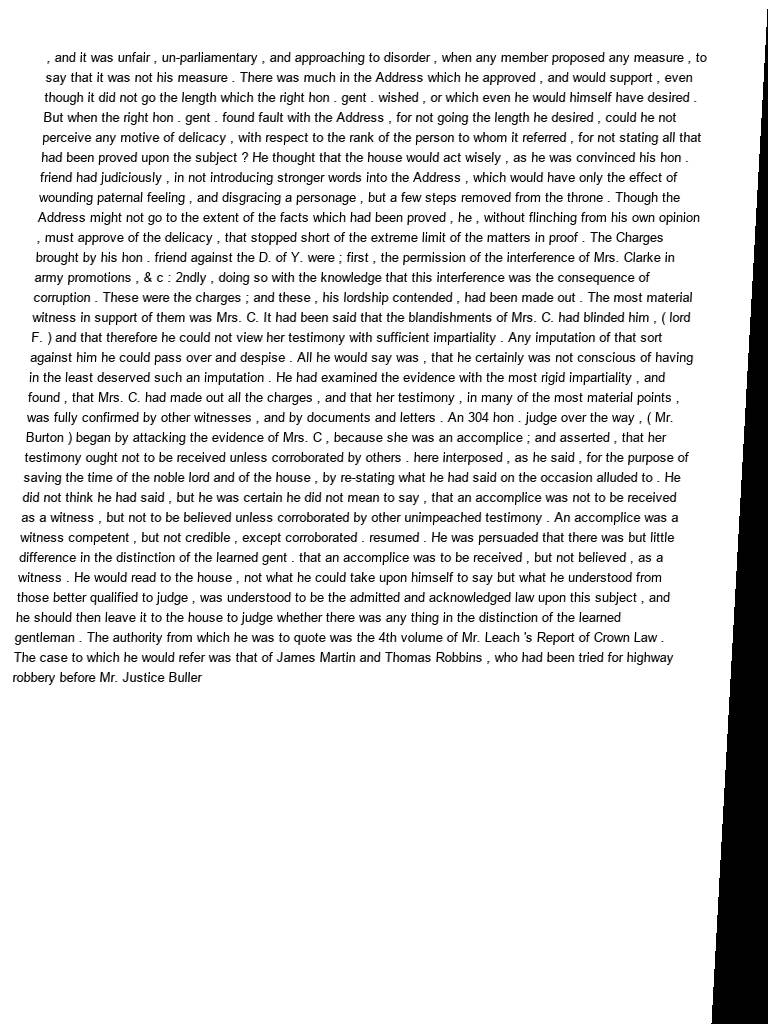 , and it was unfair , un-parliamentary , and approaching to disorder , when any member proposed any measure , to
say that it was not his measure . There was much in the Address which he approved , and would support , even
though it did not go the length which the right hon . gent . wished , or which even he would himself have desired .
But when the right hon . gent . found fault with the Address , for not going the length he desired , could he not
perceive any motive of delicacy , with respect to the rank of the person to whom it referred , for not stating all that
had been proved upon the subject ? He thought that the house would act wisely , as he was convinced his hon .
friend had judiciously , in not introducing stronger words into the Address , which would have only the effect of
wounding paternal feeling , and disgracing a personage , but a few steps removed from the throne . Though the
Address might not go to the extent of the facts which had been proved , he , without flinching from his own opinion
, must approve of the delicacy , that stopped short of the extreme limit of the matters in proof . The Charges
brought by his hon . friend against the D. of Y. were ; first , the permission of the interference of Mrs. Clarke in
army promotions , & c : 2ndly , doing so with the knowledge that this interference was the consequence of
corruption . These were the charges ; and these , his lordship contended , had been made out . The most material
witness in support of them was Mrs. C. It had been said that the blandishments of Mrs. C. had blinded him , ( lord
F. ) and that therefore he could not view her testimony with sufficient impartiality . Any imputation of that sort
against him he could pass over and despise . All he would say was , that he certainly was not conscious of having
in the least deserved such an imputation . He had examined the evidence with the most rigid impartiality , and
found , that Mrs. C. had made out all the charges , and that her testimony , in many of the most material points ,
was fully confirmed by other witnesses , and by documents and letters . An 304 hon . judge over the way , ( Mr.
Burton ) began by attacking the evidence of Mrs. C , because she was an accomplice ; and asserted , that her
testimony ought not to be received unless corroborated by others . here interposed , as he said , for the purpose of
saving the time of the noble lord and of the house , by re-stating what he had said on the occasion alluded to . He
did not think he had said , but he was certain he did not mean to say , that an accomplice was not to be received
as a witness , but not to be believed unless corroborated by other unimpeached testimony . An accomplice was a
witness competent , but not credible , except corroborated . resumed . He was persuaded that there was but little
difference in the distinction of the learned gent . that an accomplice was to be received , but not believed , as a
witness . He would read to the house , not what he could take upon himself to say but what he understood from
those better qualified to judge , was understood to be the admitted and acknowledged law upon this subject , and
he should then leave it to the house to judge whether there was any thing in the distinction of the learned
gentleman . The authority from which he was to quote was the 4th volume of Mr. Leach 's Report of Crown Law .
The case to which he would refer was that of James Martin and Thomas Robbins , who had been tried for highway
robbery before Mr. Justice Buller